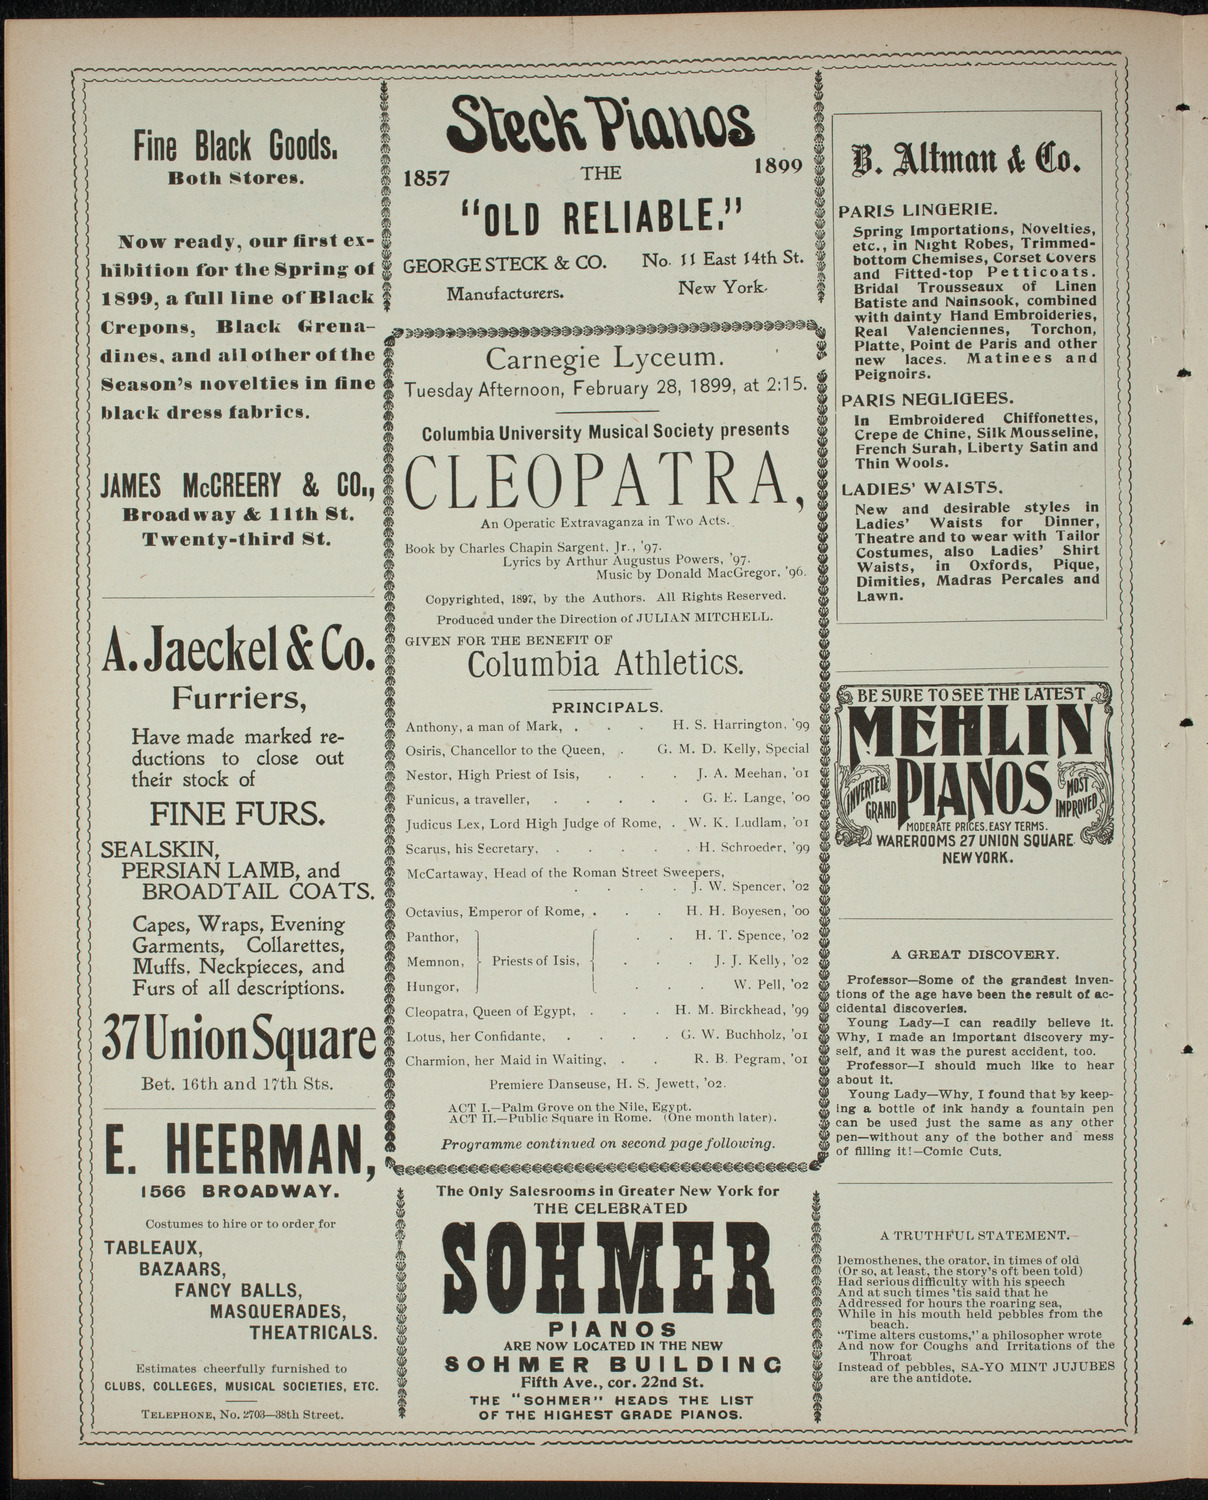 Fine Black Goods.
Both Stores.
Now ready, our first ex-
hibition for the Spring of
1899, a full line of Black
Crepons, Black Grena-
dines, and all other of the
Season's novelties in fine
black dress fabrics.
JAMES McCREERY & CO.,
Broadway & 11th St.
Twenty-third St.
A. Jaeckel & Co.
Furriers,
Have made marked re-
ductions to close out
their stock of
FINE FURS.
SEALSKIN,
PERSIAN LAMB, and
BROADTAIL COATS.
Capes, Wraps, Evening
Garments, Collarettes,
Muffs, Neckpieces, and
Furs of all descriptions.
37 Union Square
Bet. 16th and 17th Sts.
E. HEERMAN,
1566 BROADWAY.
Costumes to hire or to order for
TABLEAUX,
BAZAARS,
FANCY BALLS,
MASQUERADES,
THEATRICALS.
Estimates cheerfully furnished to
CLUBS, COLLEGES, MUSICAL SOCIETIES, ETC.
TELEPHONE, No. 2703—38th Street.
Steck Pianos
1857 THE 1899
"OLD RELIABLE."
GEORGE STECK & CO. No. 11 East 14th St.
Manufacturers. New York.
Carnegie Lyceum.
Tuesday Afternoon, February 28, 1899, at 2:15.
Columbia University Musical Society presents
CLEOPATRA,
An Operatic Extravaganza in Two Acts.
Book by Charles Chapin Sargent, Jr., '97.
Lyrics by Arthur Augustus Powers, '97.
Music by Donald MacGregor, '96.
Copyrighted, 1897, by the Authors. All Rights Reserved.
Produced under the Direction of JULIAN MITCHELL.
GIVEN FOR THE BENEFIT OF
Columbia Athletics.
PRINCIPALS.
Anthony, a man of Mark, . . . H. S. Harrington, '99
Osiris, Chancellor to the Queen, . G. M. D. Kelly, Special
Nestor, High Priest of Isis, . . . J. A. Meehan, '01
Funicus, a traveller, . . . . . G. E. Lange, '00
Judicus Lex, Lord High Judge of Rome, . W. K. Ludlam, '01
Scarus, his Secretary, . . . . . H. Schroeder, '99
McCartaway, Head of the Roman Street Sweepers,
. . . . J. W. Spencer, '02
Octavius, Emperor of Rome, . . . H. H. Boyesen, '00
Panthor, . . H. T. Spence, '02
Memnon, Priests of Isis, . . . J. J. Kelly, '02
Hungor, . . . W. Pell, '02
Cleopatra, Queen of Egypt, . . . H. M. Birckhead, '99
Lotus, her Confidante, . . . . G. W. Buchholz, '01
Charmion, her Maid in Waiting, . . R. B. Pegram, '01
Premiere Danseuse, H. S. Jewett, '02.
ACT I.—Palm Grove on the Nile, Egypt.
ACT II.—Public Square in Rome. (One month later).
Programme continued on second page following.
The Only Salesrooms in Greater New York for
THE CELEBRATED
SOHMER
PIANOS
ARE NOW LOCATED IN THE NEW
SOHMER BUILDING
Fifth Ave., cor. 22nd St.
THE "SOHMER" HEADS THE LIST
OF THE HIGHEST GRADE PIANOS.
B. Altman & Co.
PARIS LINGERIE.
Spring Importations, Novelties,
etc., in Night Robes, Trimmed-
bottom Chemises, Corset Covers
and Fitted-top Petticoats.
Bridal Trousseaux of Linen
Batiste and Nainsook, combined
with dainty Hand Embroideries,
Real Valenciennes, Torchon,
Platte, Point de Paris and other
new laces. Matinees and
Peignoirs.
PARIS NEGLIGEES.
In Embroidered Chiffonettes,
Crepe de Chine, Silk Mousseline,
French Surah, Liberty Satin and
Thin Wools.
LADIES' WAISTS.
New and desirable styles in
Ladies' Waists for Dinner,
Theatre and to wear with Tailor
Costumes, also Ladies' Shirt
Waists, in Oxfords, Pique,
Dimities, Madras Percales and
Lawn.
BE SURE TO SEE THE LATEST
MEHLIN
PIANOS
INVERTED GRAND
MOST IMPROVED
MODERATE PRICES. EASY TERMS.
WAREROOMS 27 UNION SQUARE
NEW YORK.
A GREAT DISCOVERY.
Professor—Some of the grandest inven-
tions of the age have been the result of ac-
cidental discoveries.
Young Lady—I can readily believe it.
Why, I made an important discovery my-
self, and it was the purest accident, too.
Professor—I should much like to hear
about it.
Young Lady—Why, I found that by keep-
ing a bottle of ink handy a fountain pen
can be used just the same as any other
pen—without any of the bother and mess
of filling it!—Comic Cuts.
A TRUTHFUL STATEMENT.
Demosthenes, the orator, in times of old
(Or so, at least, the story's oft been told)
Had serious difficulty with his speech
And at such times 'tis said that he
Addressed for hours the roaring sea,
While in his mouth held pebbles from the
beach.
"Time alters customs," a philosopher wrote
And now for Coughs and Irritations of the
Throat
Instead of pebbles, SA-YO MINT JUJUBES
are the antidote.